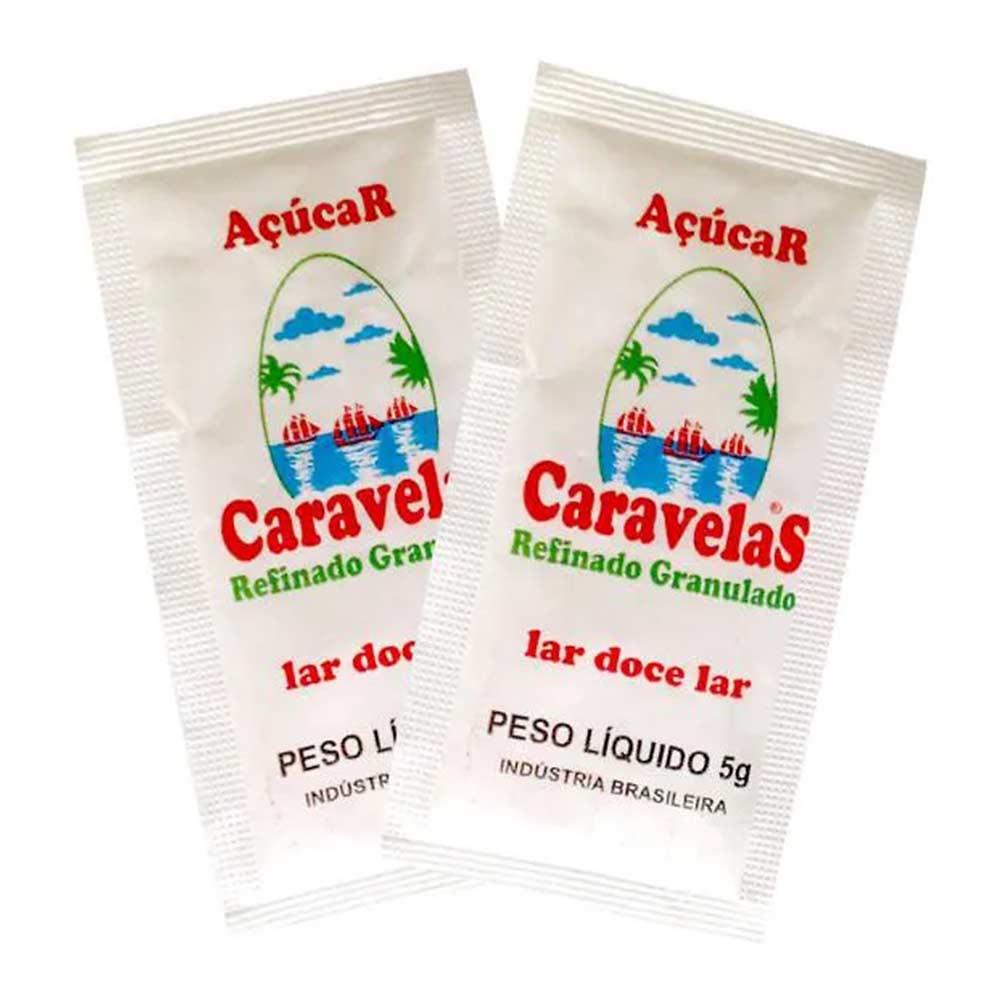 AçúcaR
Caravela
Refinado Gran
lar doce
PESO LÍ
INDÚSTR
AçúcaR
CaravelaS®
Refinado Granulado
lar doce lar
PESO LÍQUIDO 5g
INDÚSTRIA BRASILEIRA